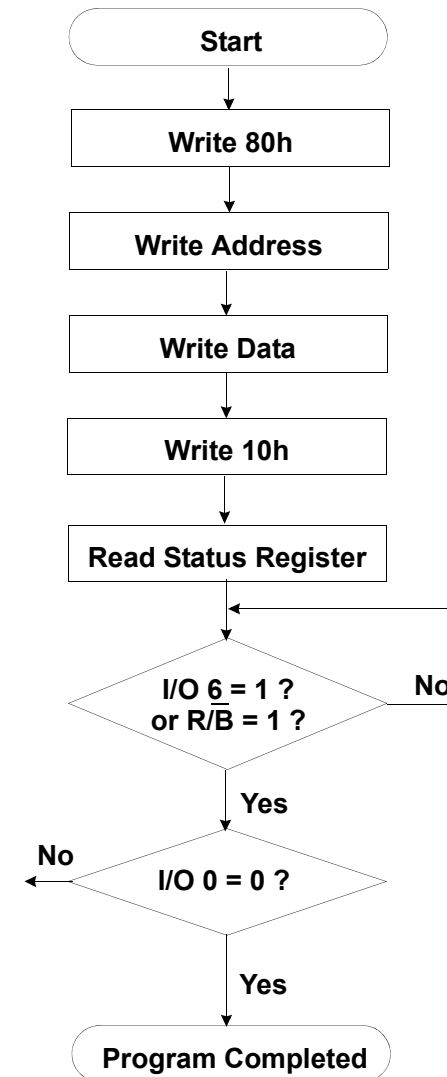 Start
Write 80h
Write Address
Write Data
Write 10h
Read Status Register
I/O 6 = 1 ?
or R/B̅ = 1 ?
No
Yes
No
I/O 0 = 0 ?
Yes
Program Completed